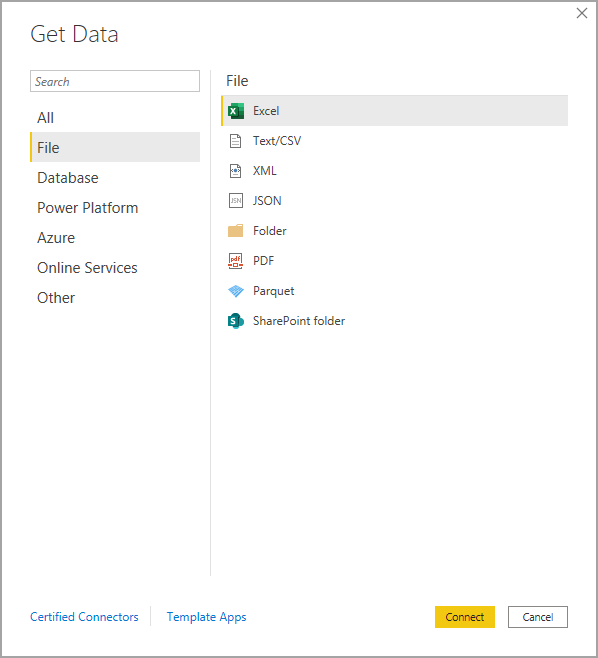 Get Data
Search
All
File
Database
Power Platform
Azure
Online Services
Other
File
Excel
Text/CSV
XML
JSON
Folder
PDF
Parquet
SharePoint folder
Certified Connectors
Template Apps
Connect
Cancel